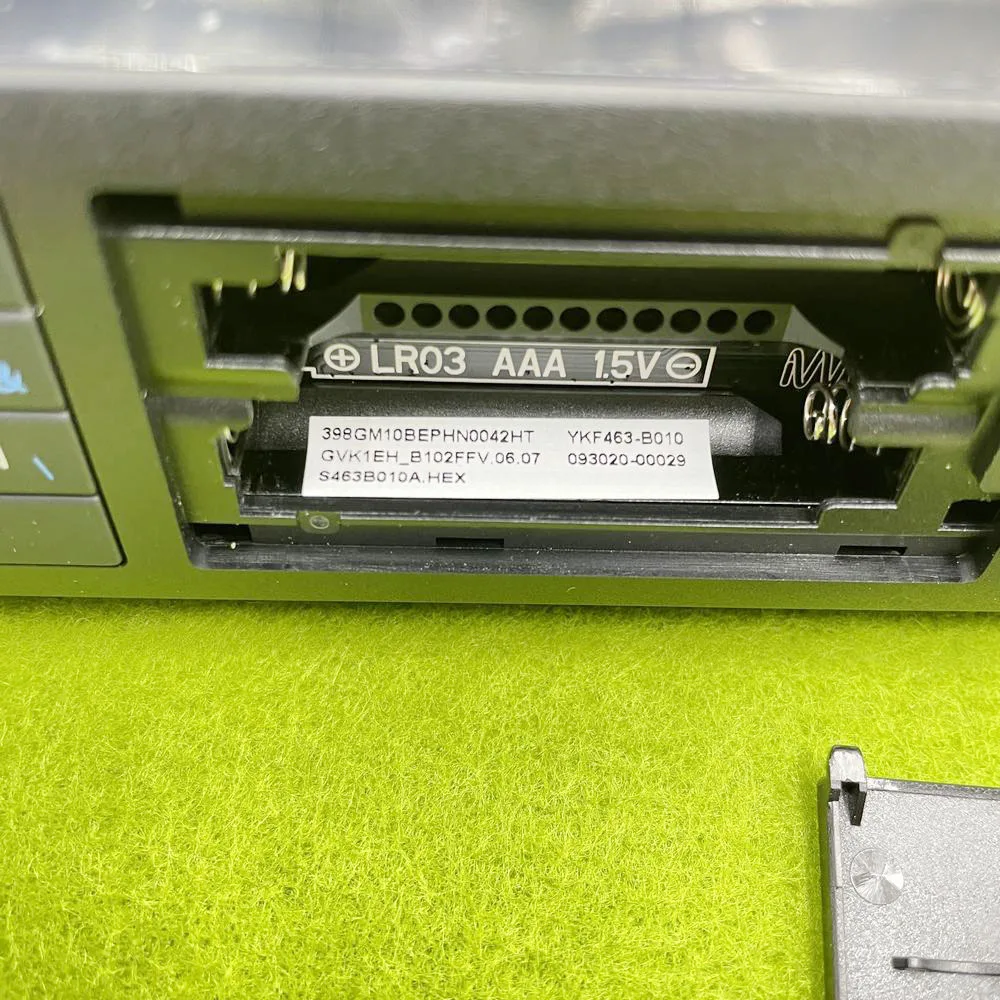 ⊕ LR03 AAA 1.5V ⊖
398GM10BEPHN0042HT YKF463-B010
GVK1EH_B102FFV.06.07 093020-00029
S463B010A.HEX